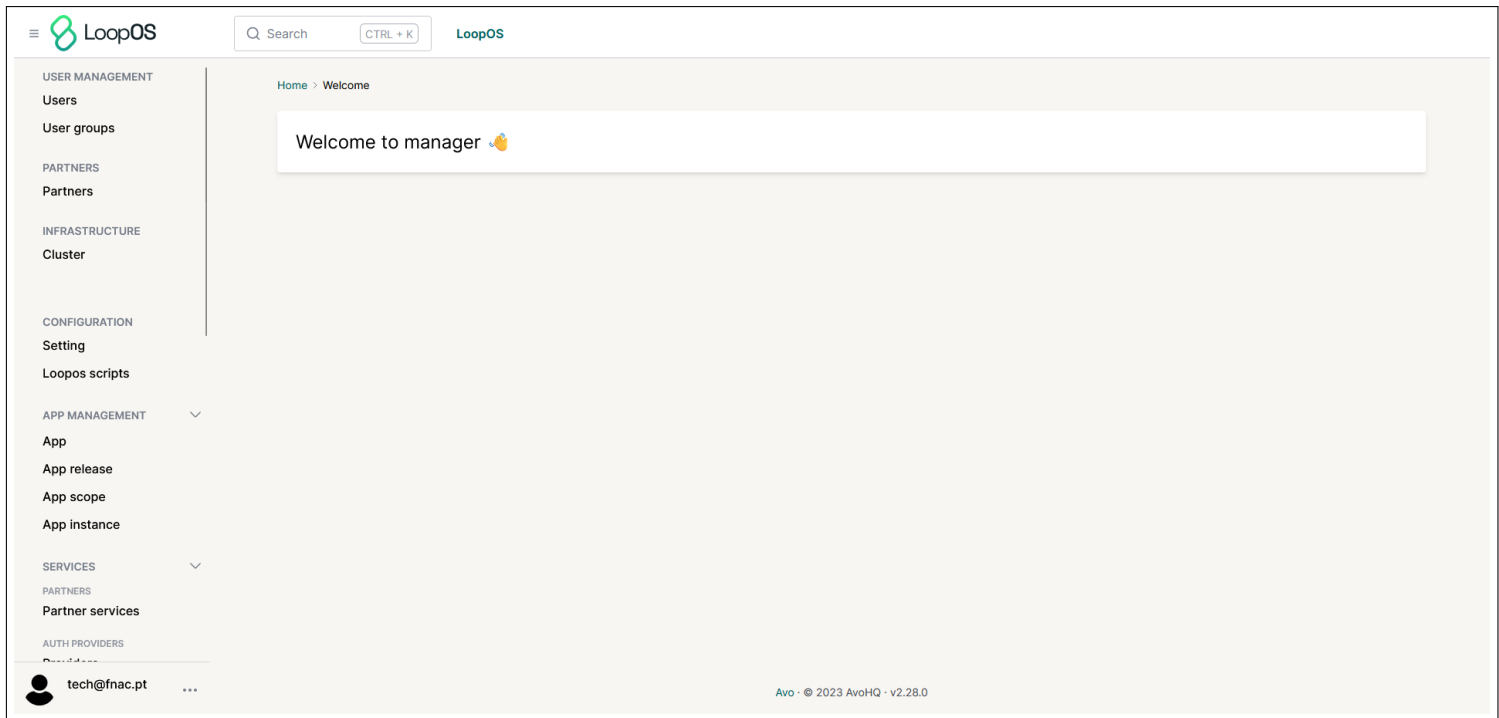 LoopOS
Search CTRL + K
LoopOS
USER MANAGEMENT
Users
User groups
PARTNERS
Partners
INFRASTRUCTURE
Cluster
CONFIGURATION
Setting
Loopos scripts
APP MANAGEMENT
App
App release
App scope
App instance
SERVICES
PARTNERS
Partner services
AUTH PROVIDERS
Providers
tech@fnac.pt
Home > Welcome
Welcome to manager 👋
Avo · © 2023 AvoHQ · v2.28.0